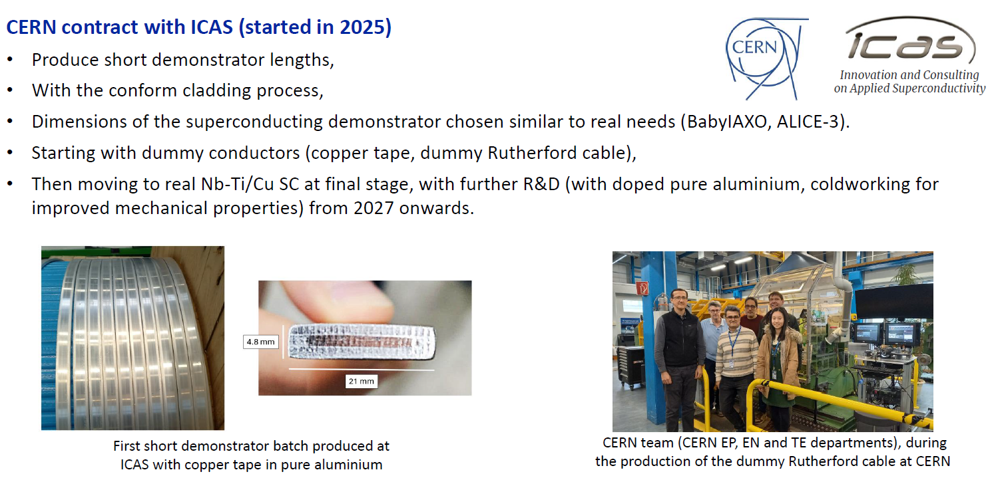 CERN contract with ICAS (started in 2025)
CERN
icas
Innovation and Consulting
on Applied Superconductivity
• Produce short demonstrator lengths,
• With the conform cladding process,
• Dimensions of the superconducting demonstrator chosen similar to real needs (BabyIAXO, ALICE-3).
• Starting with dummy conductors (copper tape, dummy Rutherford cable),
• Then moving to real Nb-Ti/Cu SC at final stage, with further R&D (with doped pure aluminium, coldworking for
improved mechanical properties) from 2027 onwards.
4.8 mm
21 mm
First short demonstrator batch produced at
ICAS with copper tape in pure aluminium
CERN team (CERN EP, EN and TE departments), during
the production of the dummy Rutherford cable at CERN